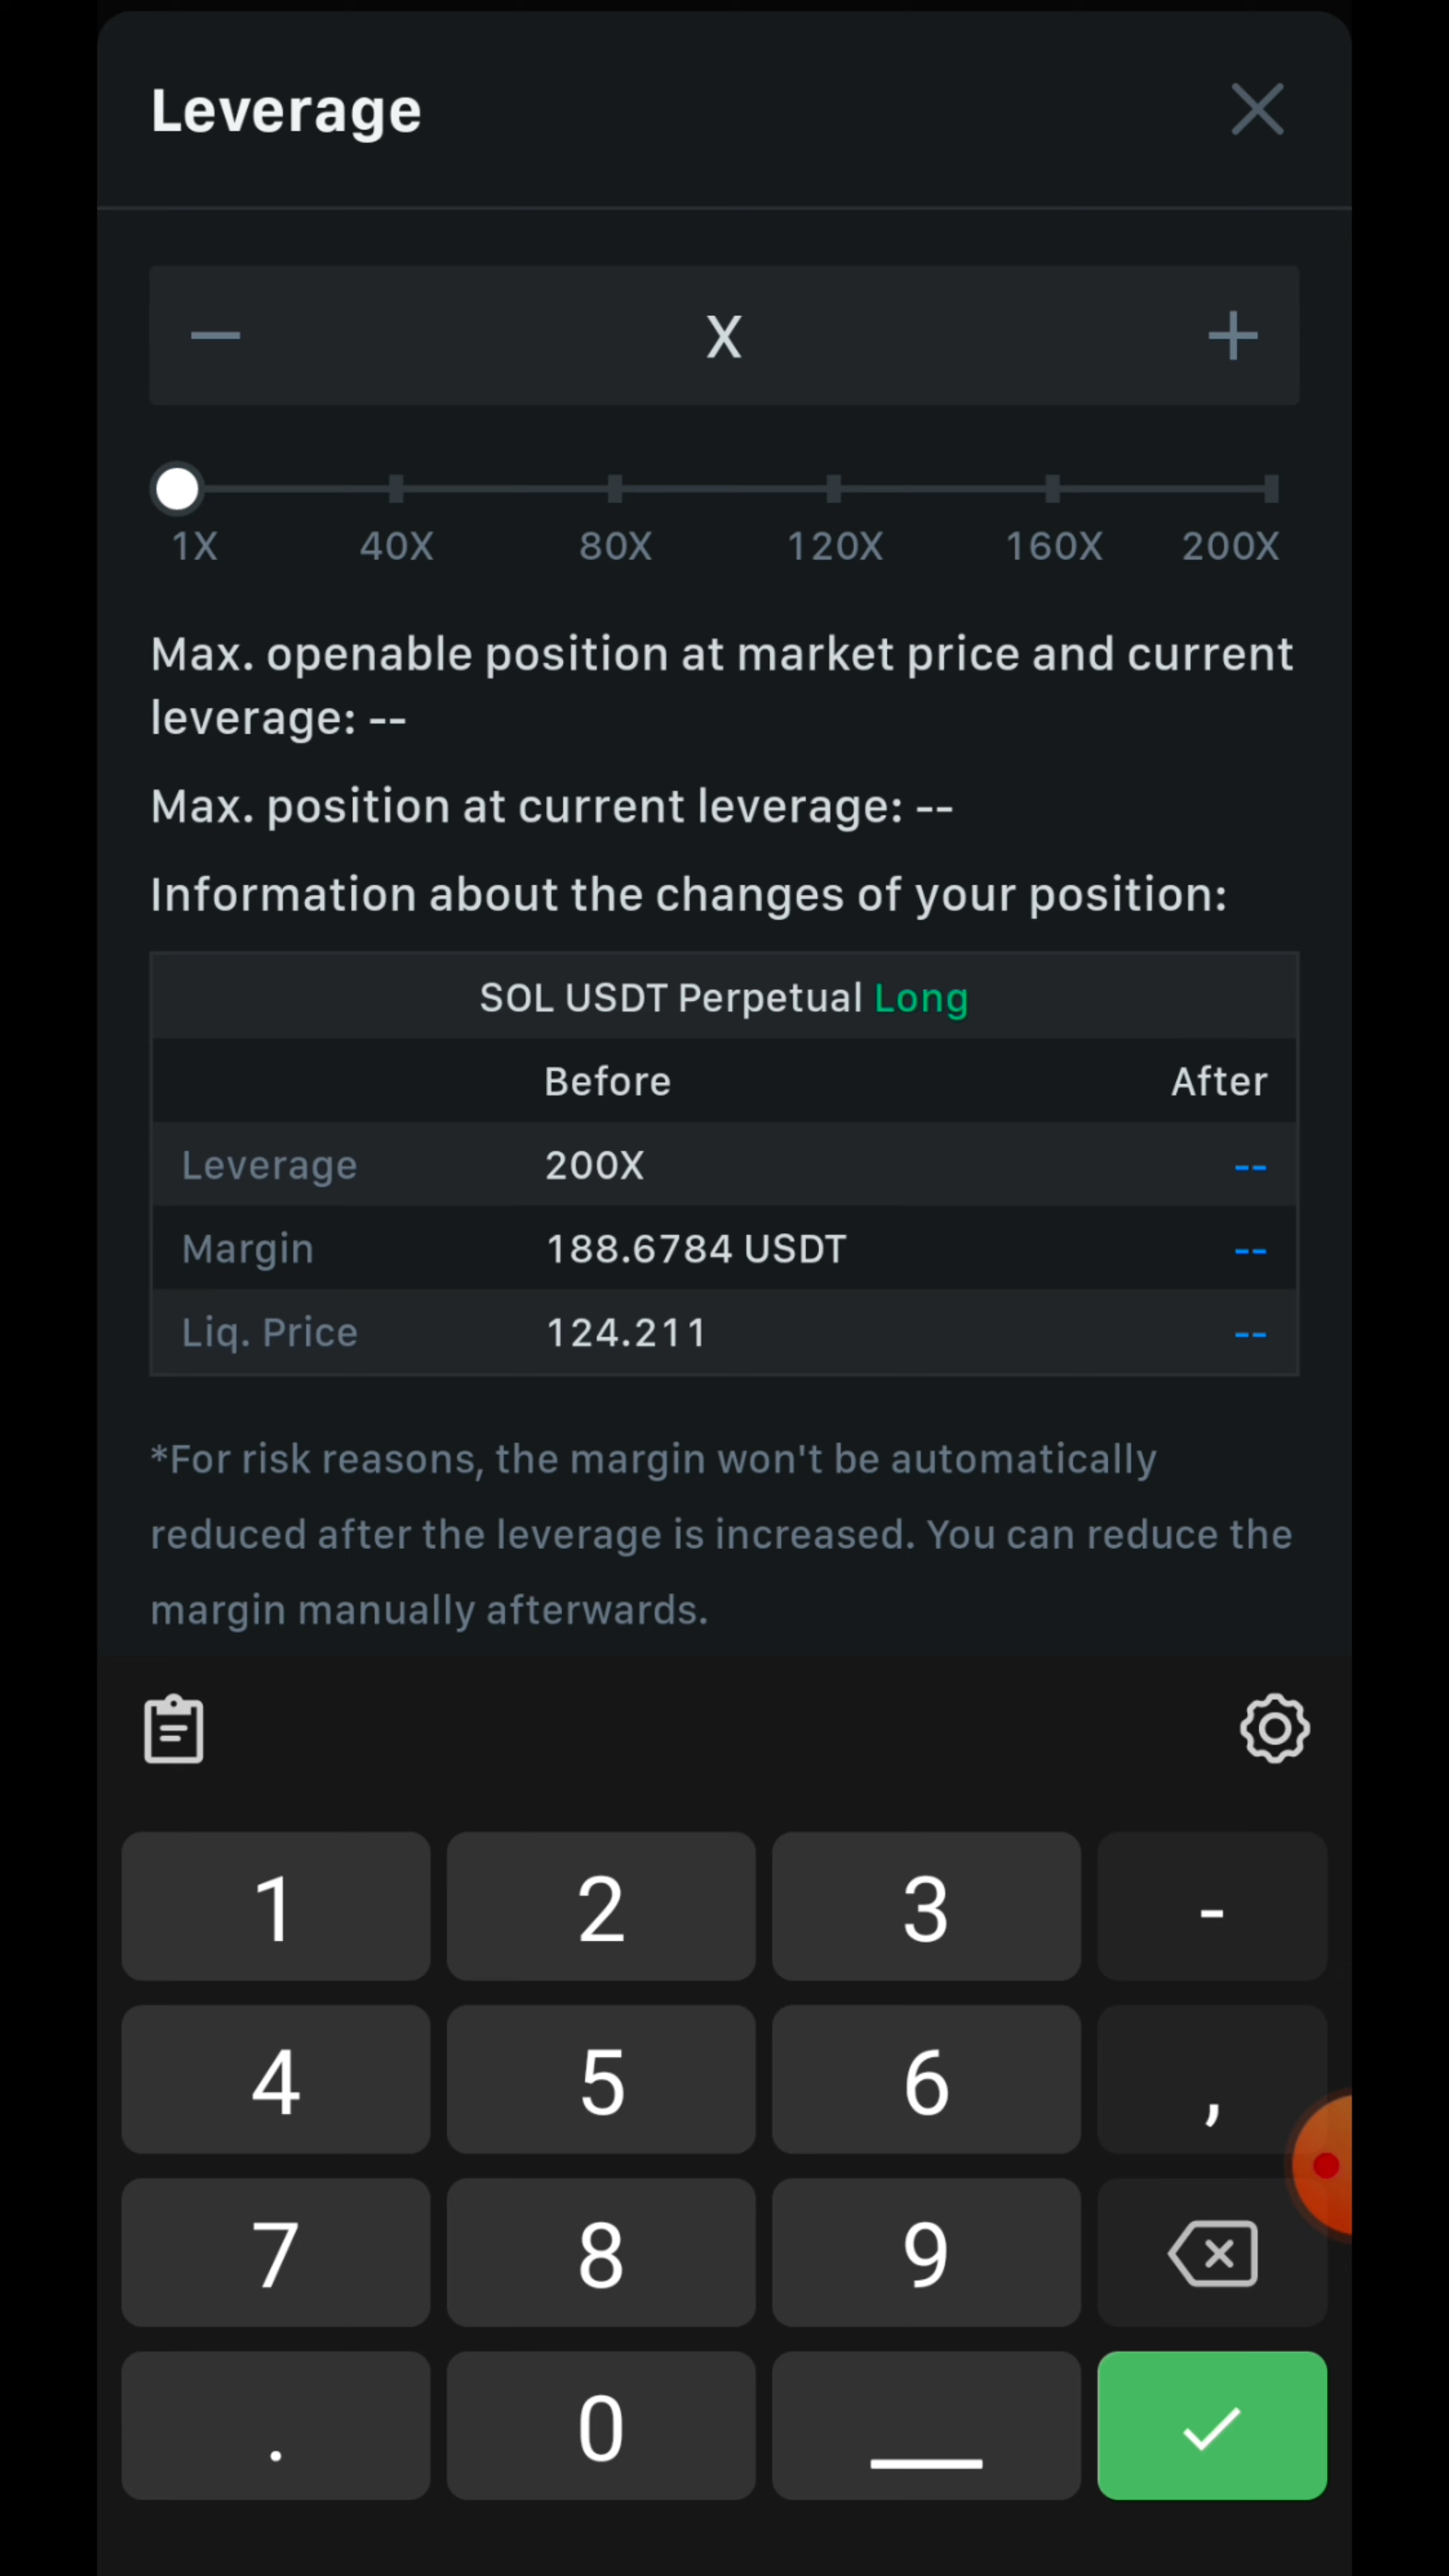 Leverage
X
1X 40X 80X 120X 160X 200X
Max. openable position at market price and current
leverage: --
Max. position at current leverage: --
Information about the changes of your position:
SOL USDT Perpetual Long
Before After
Leverage 200X --
Margin 188.6784 USDT --
Liq. Price 124.211 --
*For risk reasons, the margin won't be automatically
reduced after the leverage is increased. You can reduce the
margin manually afterwards.
1 2 3 -
4 5 6 ,
7 8 9
. 0